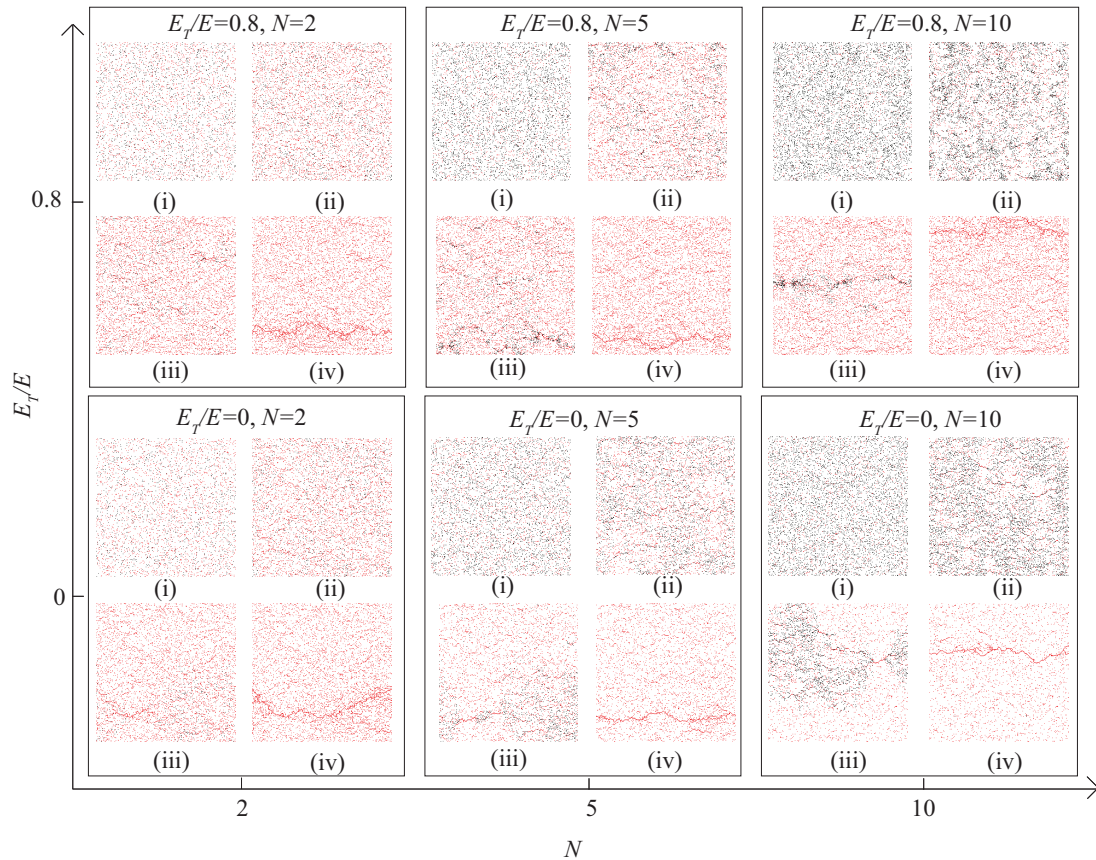 E_T/E=0.8, N=2
E_T/E=0.8, N=5
E_T/E=0.8, N=10
(i) (ii)
(i) (ii)
(i) (ii)
0.8
(iii) (iv)
(iii) (iv)
(iii) (iv)
E_T/E
E_T/E=0, N=2
E_T/E=0, N=5
E_T/E=0, N=10
(i) (ii)
(i) (ii)
(i) (ii)
0
(iii) (iv)
(iii) (iv)
(iii) (iv)
2 5 10
N